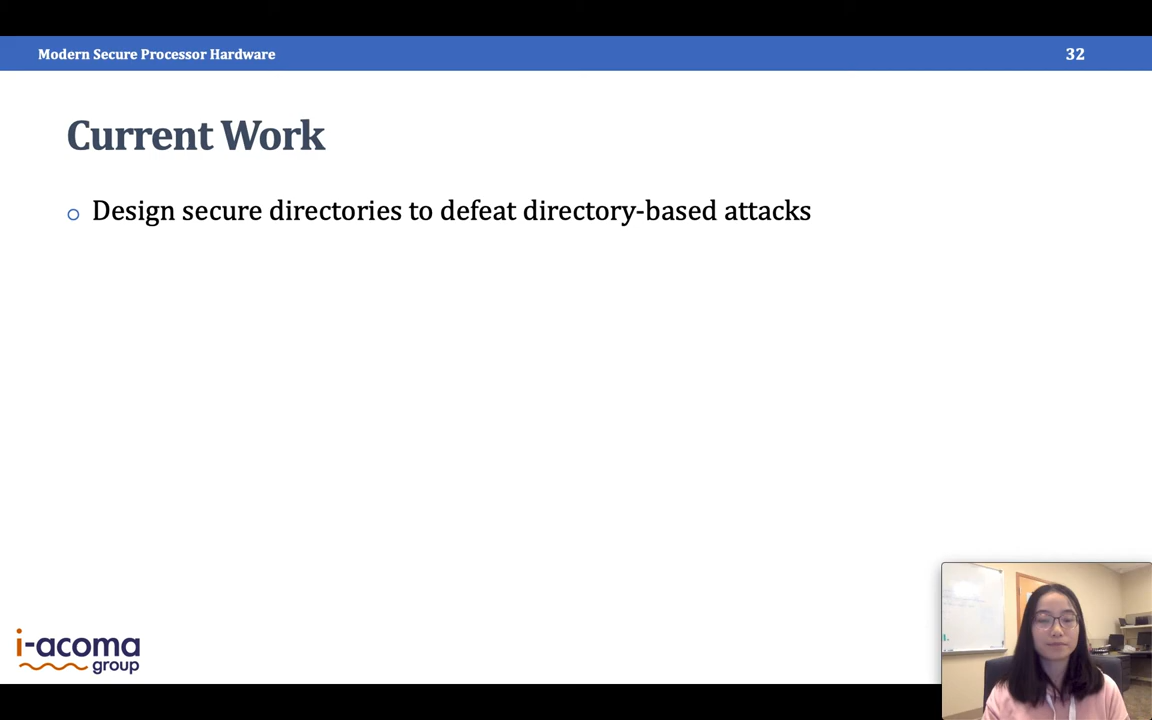 Modern Secure Processor Hardware
32
Current Work
Design secure directories to defeat directory-based attacks
i-acoma
group